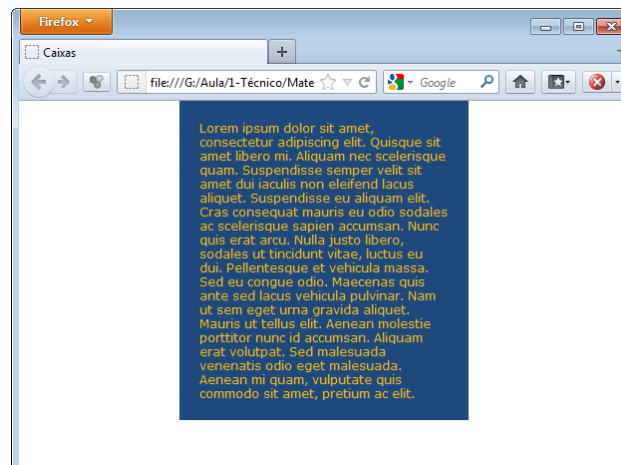 Firefox
Caixas
file:///G:/Aula/1-Técnico/Mate
Google
Lorem ipsum dolor sit amet,
consectetur adipiscing elit. Quisque sit
amet libero mi. Aliquam nec scelerisque
quam. Suspendisse semper velit sit
amet dui iaculis non eleifend lacus
aliquet. Suspendisse eu aliquam elit.
Cras consequat mauris eu odio sodales
ac scelerisque sapien accumsan. Nunc
quis erat arcu. Nulla justo libero,
sodales ut tincidunt vitae, luctus eu
dui. Pellentesque et vehicula massa.
Sed eu congue odio. Maecenas quis
ante sed lacus vehicula pulvinar. Nam
ut sem eget urna gravida aliquet.
Mauris ut tellus elit. Aenean molestie
porttitor nunc id accumsan. Aliquam
erat volutpat. Sed malesuada
venenatis odio eget malesuada.
Aenean mi quam, vulputate quis
commodo sit amet, pretium ac elit.